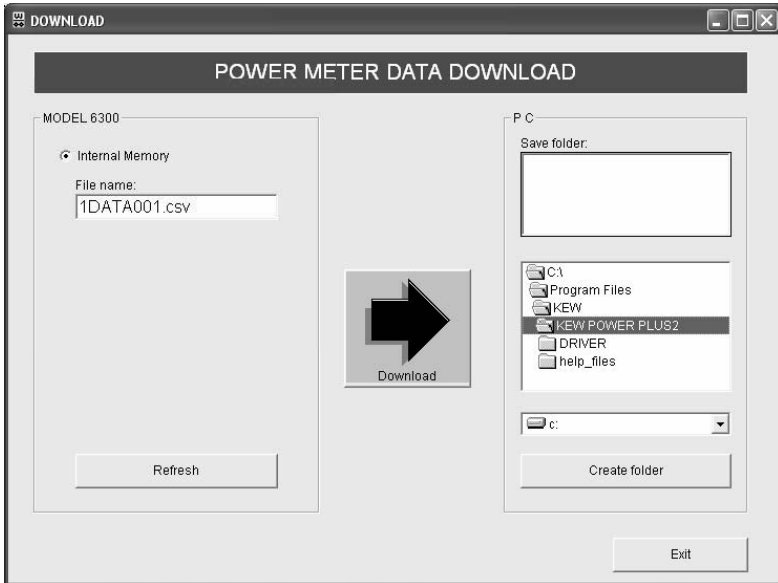 DOWNLOAD
POWER METER DATA DOWNLOAD
MODEL 6300
Internal Memory
File name:
1DATA001.csv
Refresh
Download
P C
Save folder:
C:\
Program Files
KEW
KEW POWER PLUS2
DRIVER
help_files
c:
Create folder
Exit